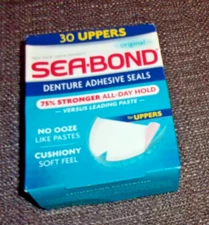 30 UPPERS
original
SEA-BOND
DENTURE ADHESIVE SEALS
75% STRONGER ALL-DAY HOLD
VERSUS LEADING PASTE
NO OOZE
LIKE PASTES
CUSHIONY
SOFT FEEL
for UPPERS